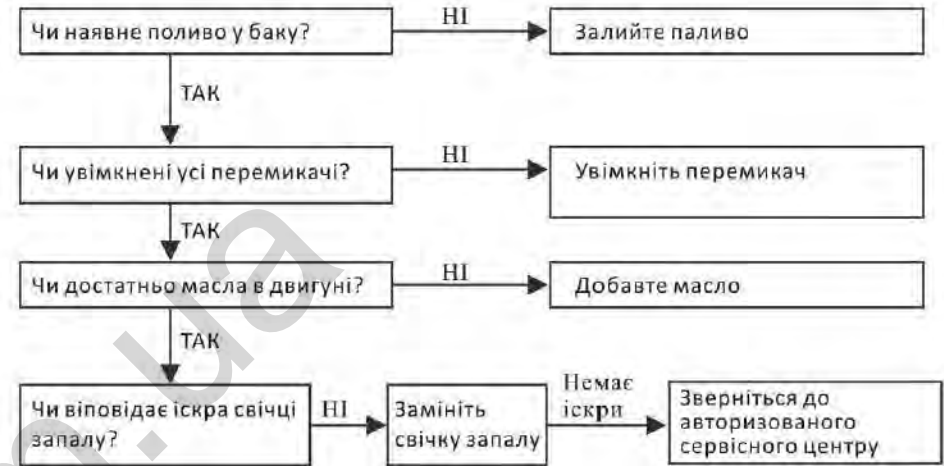 Чи наявне поливо у баку?
НІ
Залийте паливо
ТАК
Чи увімкнені усі перемикачі?
НІ
Увімкніть перемикач
ТАК
Чи достатньо масла в двигуні?
НІ
Добавте масло
ТАК
Чи віповідає іскра свічці
запалу?
НІ
Замініть
свічку запалу
Немає
іскри
Зверніться до
авторизованого
сервісного центру
m.ua